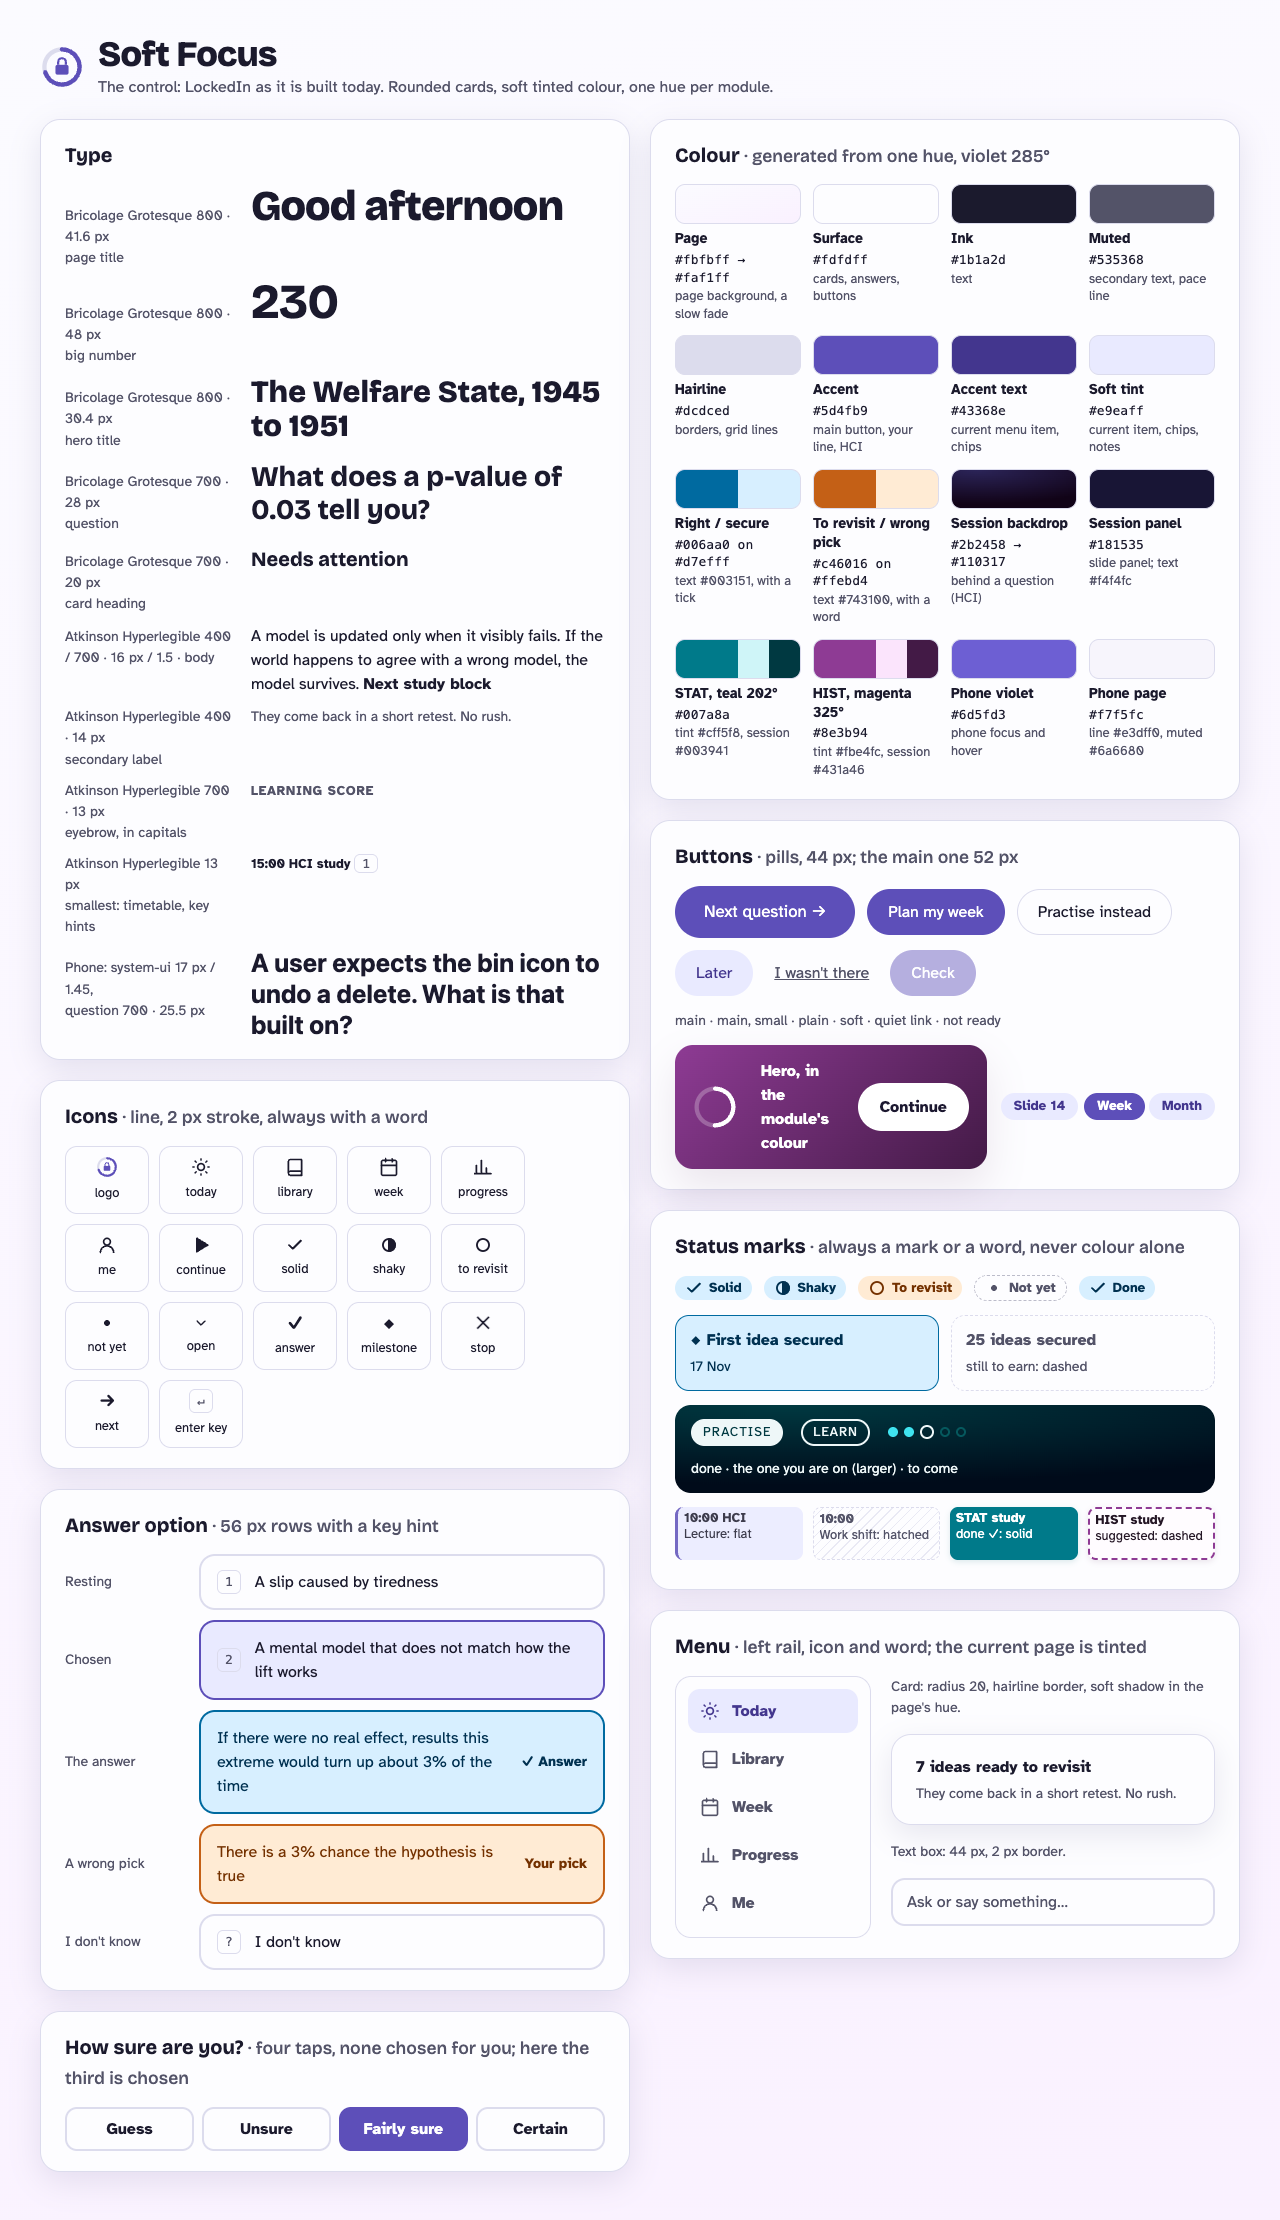 Soft Focus
The control: LockedIn as it is built today. Rounded cards, soft tinted colour, one hue per module.
Type
Bricolage Grotesque 800 ·
41.6 px
page title
Good afternoon
Bricolage Grotesque 800 ·
48 px
big number
230
Bricolage Grotesque 800 ·
30.4 px
hero title
The Welfare State, 1945
to 1951
Bricolage Grotesque 700 ·
28 px
question
What does a p-value of
0.03 tell you?
Bricolage Grotesque 700 ·
20 px
card heading
Needs attention
Atkinson Hyperlegible 400
/ 700 · 16 px / 1.5 · body
A model is updated only when it visibly fails. If the
world happens to agree with a wrong model, the
model survives. Next study block
Atkinson Hyperlegible 400
· 14 px
secondary label
They come back in a short retest. No rush.
Atkinson Hyperlegible 700
· 13 px
eyebrow, in capitals
LEARNING SCORE
Atkinson Hyperlegible 13
px
smallest: timetable, key
hints
15:00 HCI study 1
Phone: system-ui 17 px /
1.45,
question 700 · 25.5 px
A user expects the bin icon to
undo a delete. What is that
built on?
Icons · line, 2 px stroke, always with a word
logo
today
library
week
progress
me
continue
solid
shaky
to revisit
not yet
open
answer
milestone
stop
next
↵
enter key
Answer option · 56 px rows with a key hint
Resting
1 A slip caused by tiredness
Chosen
2 A mental model that does not match how the
lift works
The answer
If there were no real effect, results this
extreme would turn up about 3% of the
time
✓ Answer
A wrong pick
There is a 3% chance the hypothesis is
true
Your pick
I don't know
? I don't know
How sure are you? · four taps, none chosen for you; here the
third is chosen
Guess
Unsure
Fairly sure
Certain
Colour · generated from one hue, violet 285°
Page
#fbfbff →
#faf1ff
page background, a
slow fade
Surface
#fdfdff
cards, answers,
buttons
Ink
#1b1a2d
text
Muted
#535368
secondary text, pace
line
Hairline
#dcdced
borders, grid lines
Accent
#5d4fb9
main button, your
line, HCI
Accent text
#43368e
current menu item,
chips
Soft tint
#e9eaff
current item, chips,
notes
Right / secure
#006aa0 on
#d7efff
text #003151, with a
tick
To revisit / wrong
pick
#c46016 on
#ffebd4
text #743100, with a
word
Session backdrop
#2b2458 →
#110317
behind a question
(HCI)
Session panel
#181535
slide panel; text
#f4f4fc
STAT, teal 202°
#007a8a
tint #cff5f8, session
#003941
HIST, magenta
325°
#8e3b94
tint #fbe4fc, session
#431a46
Phone violet
#6d5fd3
phone focus and
hover
Phone page
#f7f5fc
line #e3dff0, muted
#6a6680
Buttons · pills, 44 px; the main one 52 px
Next question →
Plan my week
Practise instead
Later
I wasn't there
Check
main · main, small · plain · soft · quiet link · not ready
Hero, in
the
module's
colour
Continue
Slide 14
Week
Month
Status marks · always a mark or a word, never colour alone
✓ Solid
Shaky
To revisit
Not yet
✓ Done
◆ First idea secured
17 Nov
25 ideas secured
still to earn: dashed
PRACTISE
LEARN
done · the one you are on (larger) · to come
10:00 HCI
Lecture: flat
10:00
Work shift: hatched
STAT study
done ✓: solid
HIST study
suggested: dashed
Menu · left rail, icon and word; the current page is tinted
Today
Library
Week
Progress
Me
Card: radius 20, hairline border, soft shadow in the
page's hue.
7 ideas ready to revisit
They come back in a short retest. No rush.
Text box: 44 px, 2 px border.
Ask or say something…